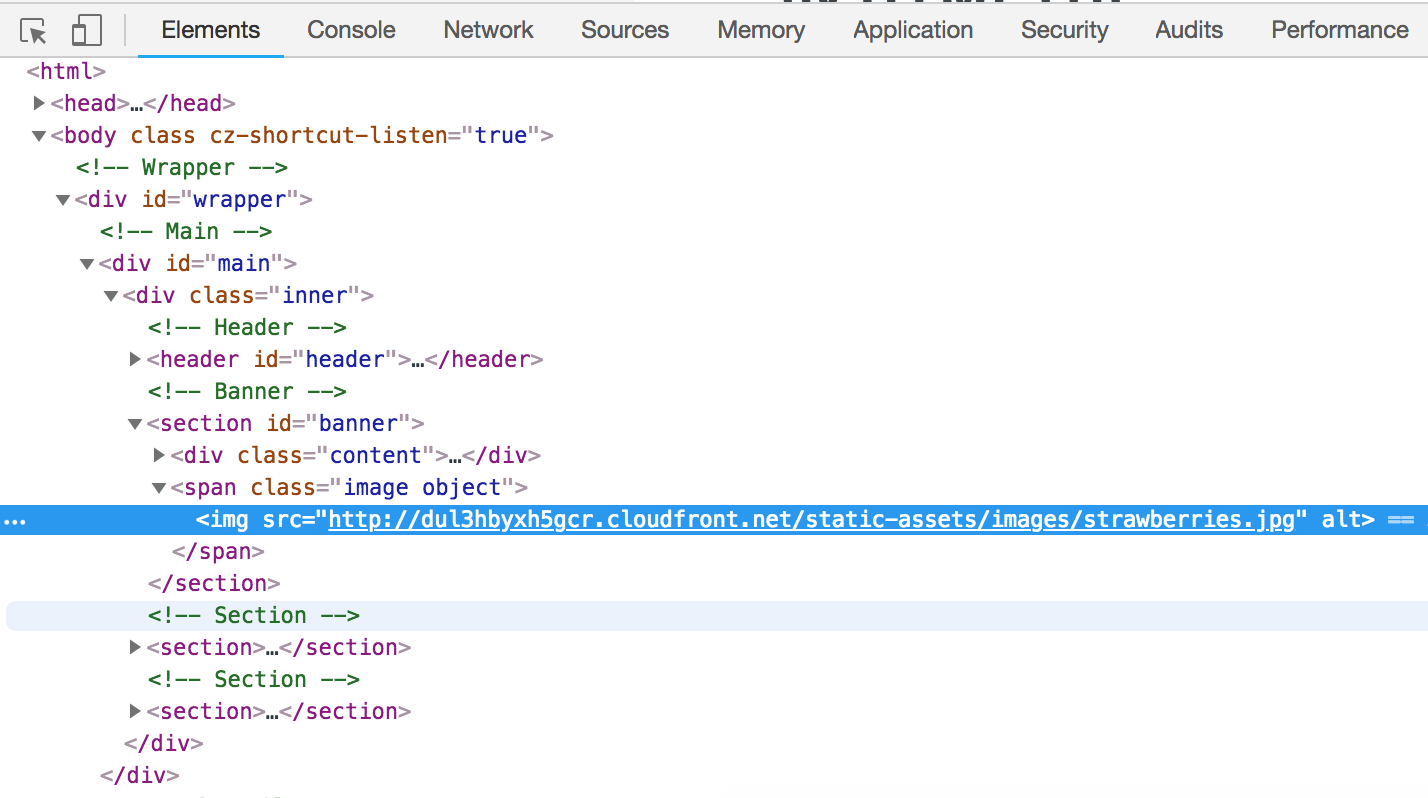 Elements Console Network Sources Memory Application Security Audits Performance
<html>
<head>…</head>
<body class cz-shortcut-listen="true">
<!-- Wrapper -->
<div id="wrapper">
<!-- Main -->
<div id="main">
<div class="inner">
<!-- Header -->
<header id="header">…</header>
<!-- Banner -->
<section id="banner">
<div class="content">…</div>
<span class="image object">
... <img src="http://dul3hbyxh5gcr.cloudfront.net/static-assets/images/strawberries.jpg" alt> ==
</span>
</section>
<!-- Section -->
<section>…</section>
<!-- Section -->
<section>…</section>
</div>
</div>